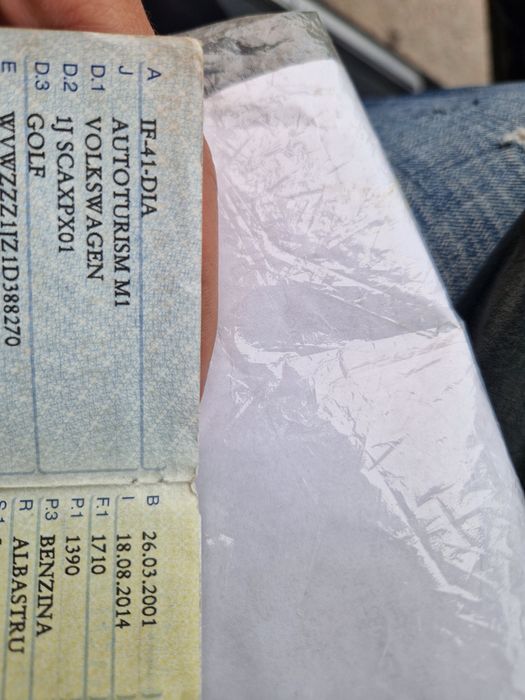 A IF-41-DIA
J AUTOTURISM M1
D.1 VOLKSWAGEN
D.2 1J SCAXPX01
D.3 GOLF
E WVWZZZ1JZ1D388270
B 26.03.2001
I 18.08.2014
F.1 1710
P.1 1390
P.3 BENZINA
R ALBASTRU